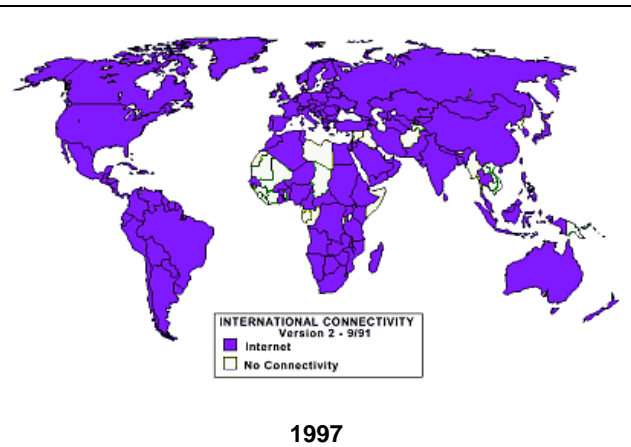 INTERNATIONAL CONNECTIVITY
Version 2 - 9/91
Internet
No Connectivity
1997